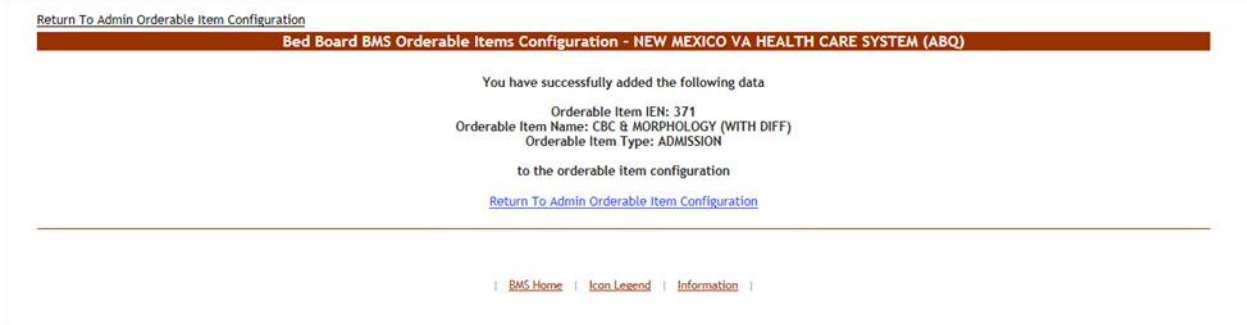 Return To Admin Orderable Item Configuration
Bed Board BMS Orderable Items Configuration - NEW MEXICO VA HEALTH CARE SYSTEM (ABQ)
You have successfully added the following data
Orderable Item IEN: 371
Orderable Item Name: CBC & MORPHOLOGY (WITH DIFF)
Orderable Item Type: ADMISSION
to the orderable item configuration
Return To Admin Orderable Item Configuration
| BMS Home | Icon Legend | Information |